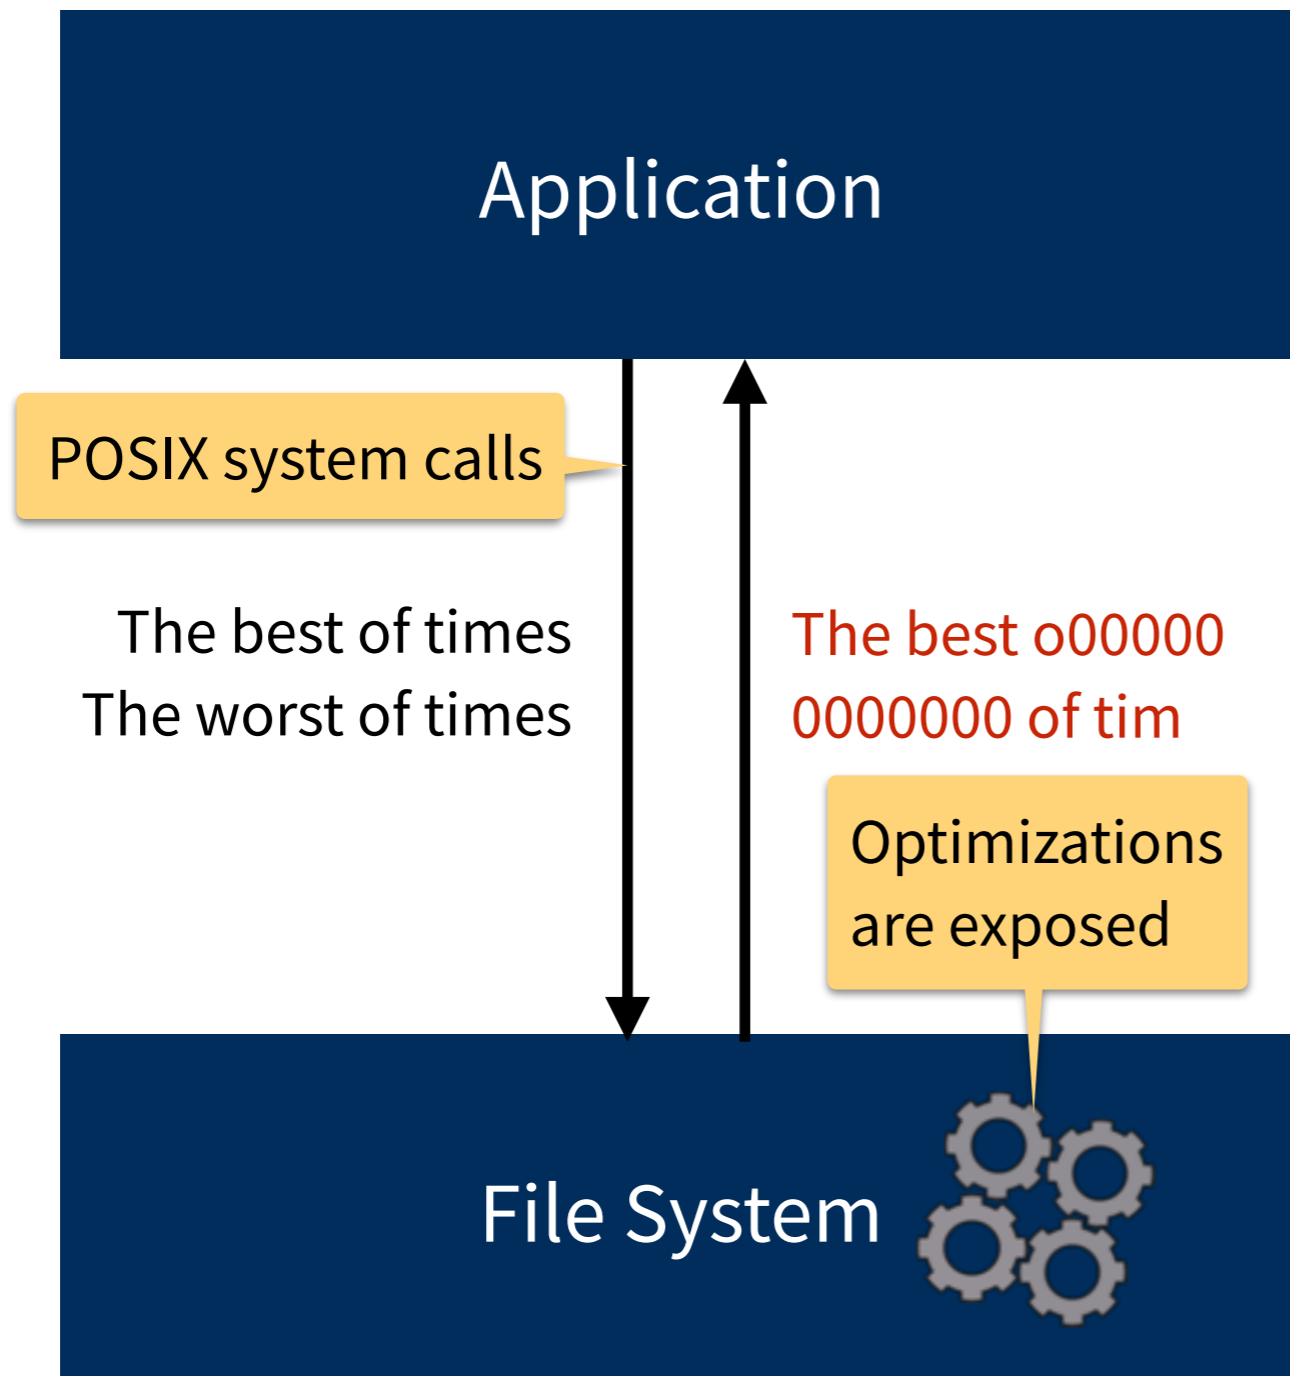 Application
POSIX system calls
The best of times
The worst of times
The best o00000
0000000 of tim
Optimizations
are exposed
File System